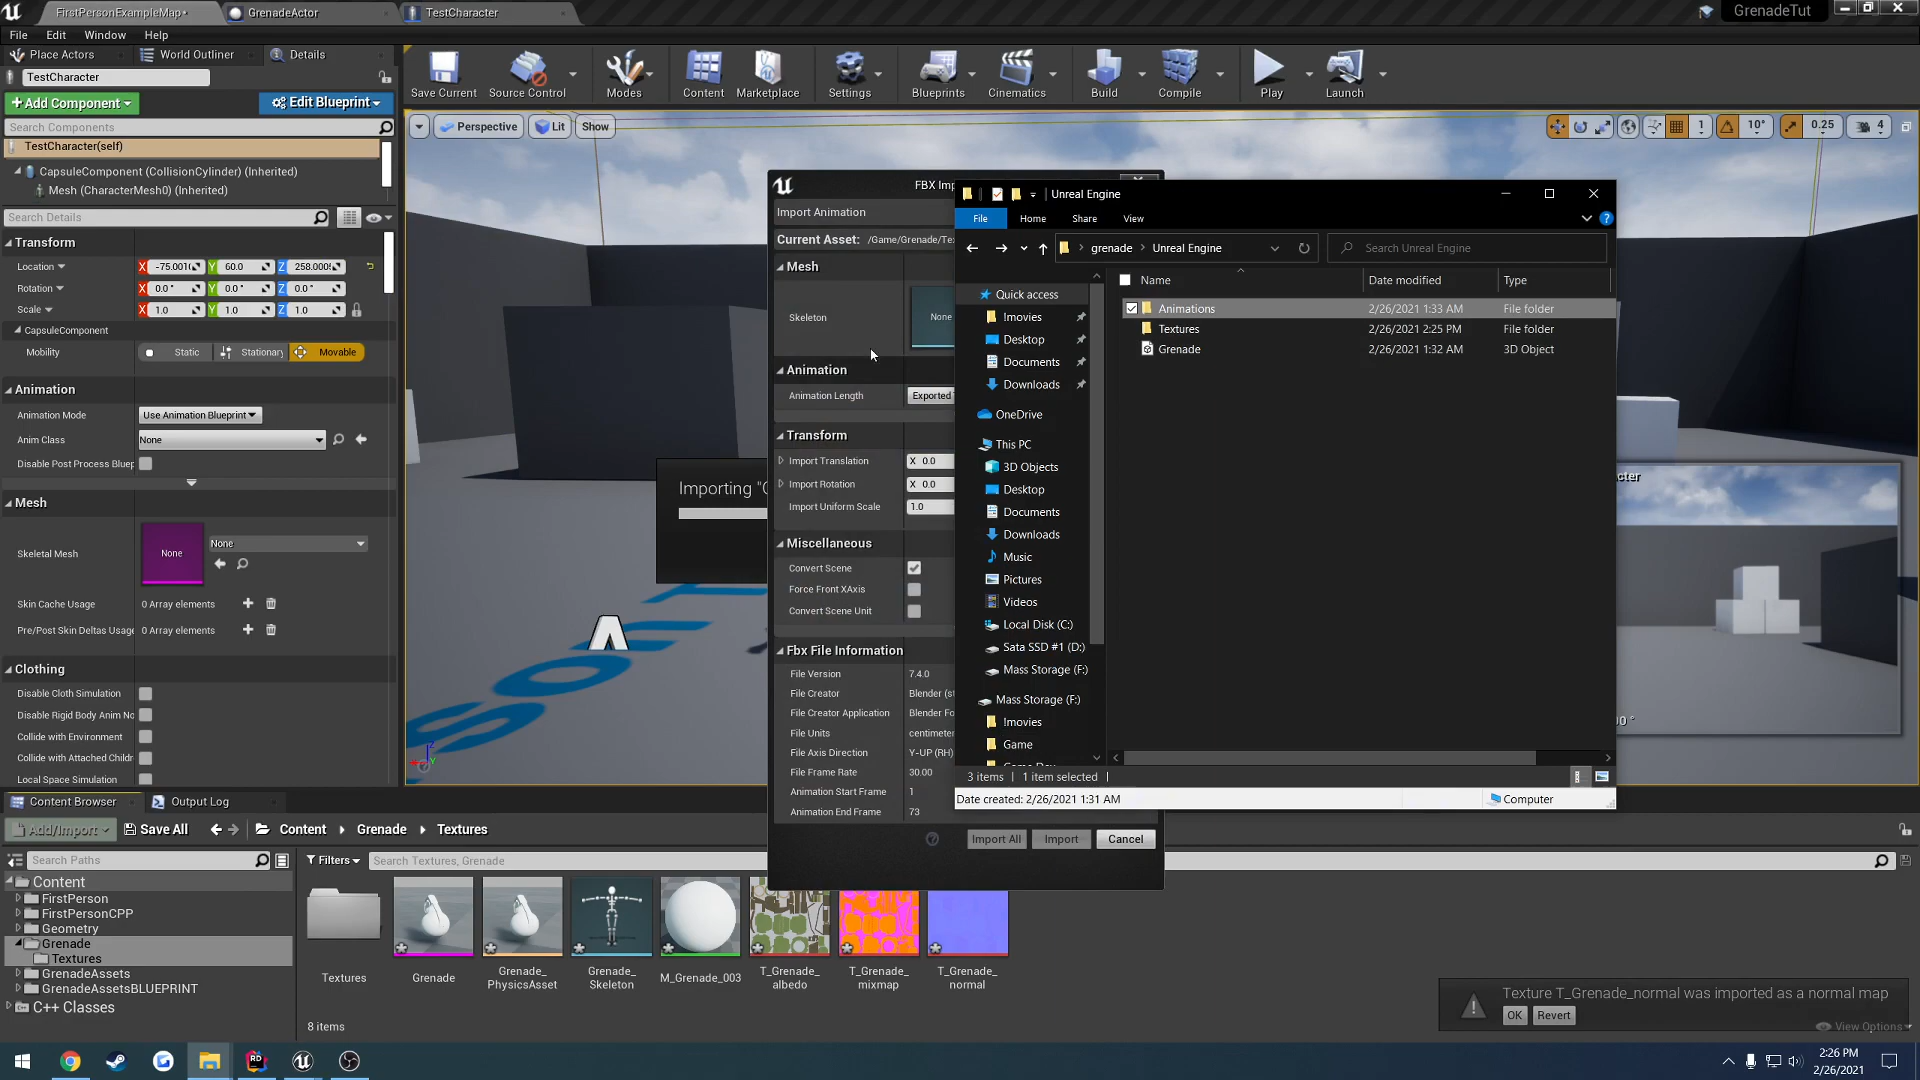 FirstPersonExampleMap•
GrenadeActor
TestCharacter
GrenadeTut
File Edit Window Help
Place Actors World Outliner Details
TestCharacter
+Add Component Edit Blueprint
Search Components
TestCharacter(self)
CapsuleComponent (CollisionCylinder) (Inherited)
Mesh (CharacterMesh0) (Inherited)
Search Details
Transform
Location X Y 60.0 Z
Rotation X 0.0 ° Y 0.0 ° Z 0.0 °
Scale X 1.0 Y 1.0 Z 1.0
CapsuleComponent
Mobility Static Movable
Animation
Animation Mode Use Animation Blueprint
Anim Class None
Disable Post Process Bluep
Mesh
Skeletal Mesh None None
Skin Cache Usage 0 Array elements
Pre/Post Skin Deltas Usage 0 Array elements
Clothing
Disable Cloth Simulation
Disable Rigid Body Anim No
Collide with Environment
Collide with Attached Childr
Local Space Simulation
Save Current Source Control Modes Content Marketplace Settings Blueprints Cinematics Build Compile Play Launch
Perspective Lit Show
1 10° 0.25 4
Importing "
FBX Imp
Import Animation
Current Asset: /Game/Grenade/Te
Mesh
Skeleton None
Animation
Animation Length Exported
Transform
Import Translation X 0.0
Import Rotation X 0.0
Import Uniform Scale 1.0
Miscellaneous
Convert Scene
Force Front XAxis
Convert Scene Unit
Fbx File Information
File Version 7.4.0
File Creator Blender (s
File Creator Application Blender Fo
File Units centimete
File Axis Direction Y-UP (RH)
File Frame Rate 30.00
Animation Start Frame 1
Animation End Frame 73
Import All Import Cancel
Unreal Engine
File Home Share View
grenade Unreal Engine Search Unreal Engine
Name Date modified Type
Animations 2/26/2021 1:33 AM File folder
Textures 2/26/2021 2:25 PM File folder
Grenade 2/26/2021 1:32 AM 3D Object
Quick access
!movies
Desktop
Documents
Downloads
OneDrive
This PC
3D Objects
Desktop
Documents
Downloads
Music
Pictures
Videos
Local Disk (C:)
Sata SSD #1 (D:)
Mass Storage (F:)
Mass Storage (F:)
!movies
Game
3 items 1 item selected
Date created: 2/26/2021 1:31 AM Computer
Content Browser Output Log
Add/Import Save All Content Grenade Textures
Search Paths Filters Search Textures, Grenade
Content
FirstPerson
FirstPersonCPP
Geometry
Grenade
Textures
GrenadeAssets
GrenadeAssetsBLUEPRINT
C++ Classes
Textures
Grenade
Grenade_
PhysicsAsset
Grenade_
Skeleton
M_Grenade_003
T_Grenade_
albedo
T_Grenade_
mixmap
T_Grenade_
normal
8 items
Texture T_Grenade_normal was imported as a normal map
OK Revert
View Options
2:26 PM
2/26/2021